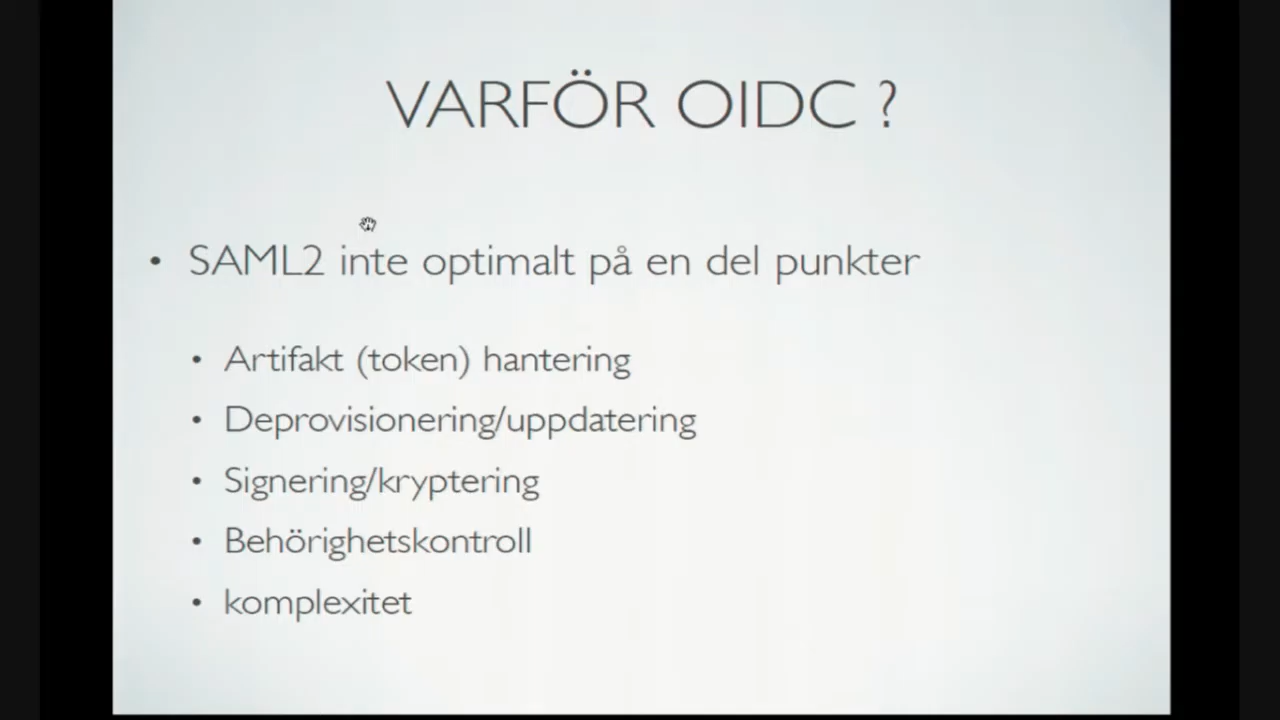 VARFÖR OIDC ?
• SAML2 inte optimalt på en del punkter
• Artifakt (token) hantering
• Deprovisionering/uppdatering
• Signering/kryptering
• Behörighetskontroll
• komplexitet